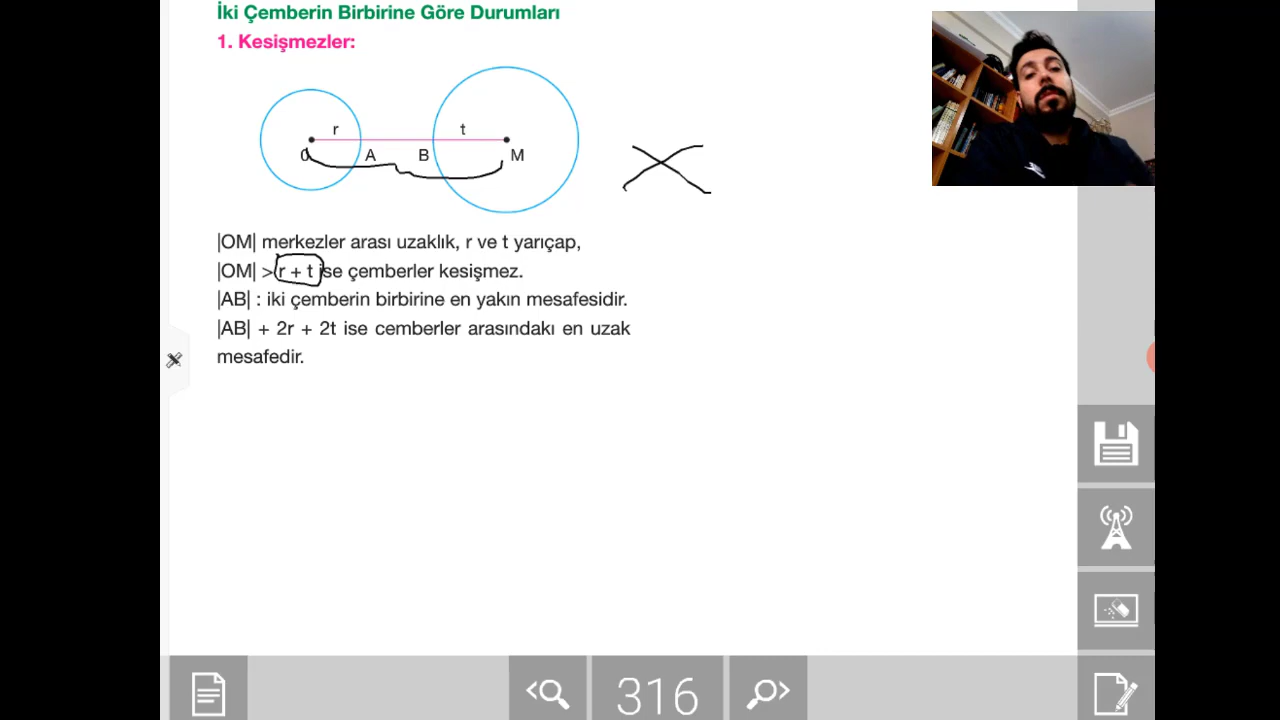 İki Çemberin Birbirine Göre Durumları
1. Kesişmezler:
r
t
O
A
B
M
|OM| merkezler arası uzaklık, r ve t yarıçap,
|OM| > r + t ise çemberler kesişmez.
|AB| : iki çemberin birbirine en yakın mesafesidir.
|AB| + 2r + 2t ise cemberler arasındakı en uzak
mesafedir.
316